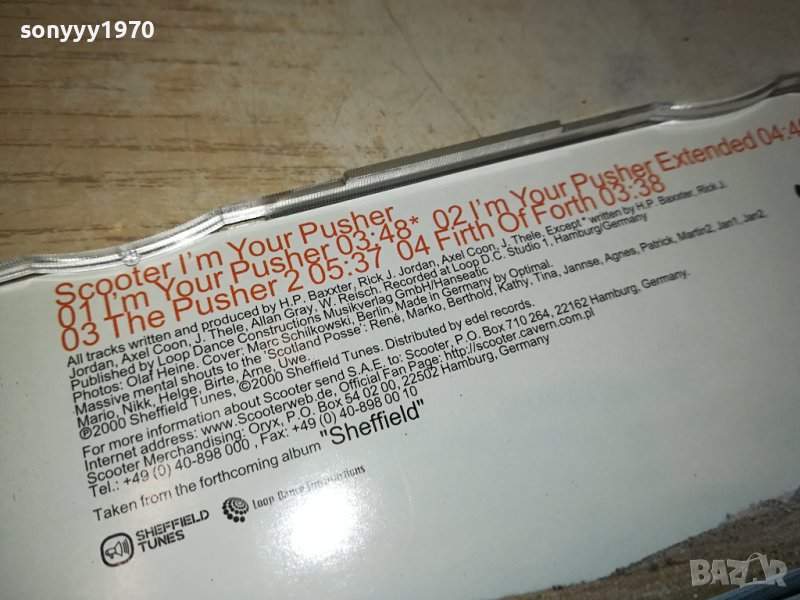 sonyyy1970
Scooter I'm Your Pusher
01 I'm Your Pusher 03:48* 02 I'm Your Pusher Extended
03 The Pusher 2 05:37 04 Firth Of Forth 03:38
All tracks written and produced by H.P. Baxxter, Rick J. Jordan, Axel Coon, J. Thele, Except * written by H.P. Baxxter, Rick J.
Jordan, Axel Coon, J. Thele, Allan Gray, W. Reisch. Recorded at Loop D.C. Studio 1, Hamburg/Germany
Published by Loop Dance Constructions Musikverlag GmbH/Hanseatic
Photos: Olaf Heine. Cover: Marc Schilkowski, Berlin. Made in Germany by Optimal.
Massive mental shouts to the 'Scotland Posse': René, Marko, Berthold, Kathy, Tina, Jannse, Agnes, Patrick, Martin2, Jan1, Jan2,
Mario, Nikk, Helge, Birte, Arne, Uwe.
℗2000 Sheffield Tunes, ©2000 Sheffield Tunes. Distributed by edel records.
For more information about Scooter send S.A.E. to: Scooter, P.O. Box 710 264, 22162 Hamburg, Germany.
Internet address: www.Scooterweb.de, Official Fan Page: http://scooter.cavern.com.pl
Scooter Merchandising: Oryx, P.O. Box 54 02 00, 22502 Hamburg, Germany
Tel.: +49 (0) 40-898 000 , Fax: +49 (0) 40-898 00 10
Taken from the forthcoming album "Sheffield"
SHEFFIELD
TUNES
Loop Dance Constructions
BAZAR